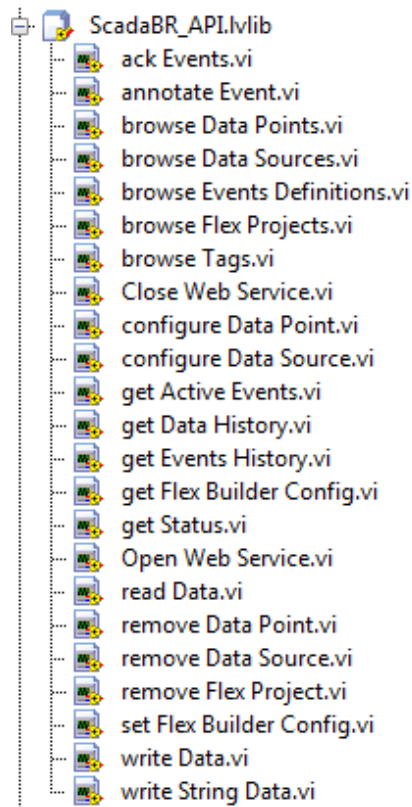 ScadaBR_API.lvlib
ack Events.vi
annotate Event.vi
browse Data Points.vi
browse Data Sources.vi
browse Events Definitions.vi
browse Flex Projects.vi
browse Tags.vi
Close Web Service.vi
configure Data Point.vi
configure Data Source.vi
get Active Events.vi
get Data History.vi
get Events History.vi
get Flex Builder Config.vi
get Status.vi
Open Web Service.vi
read Data.vi
remove Data Point.vi
remove Data Source.vi
remove Flex Project.vi
set Flex Builder Config.vi
write Data.vi
write String Data.vi